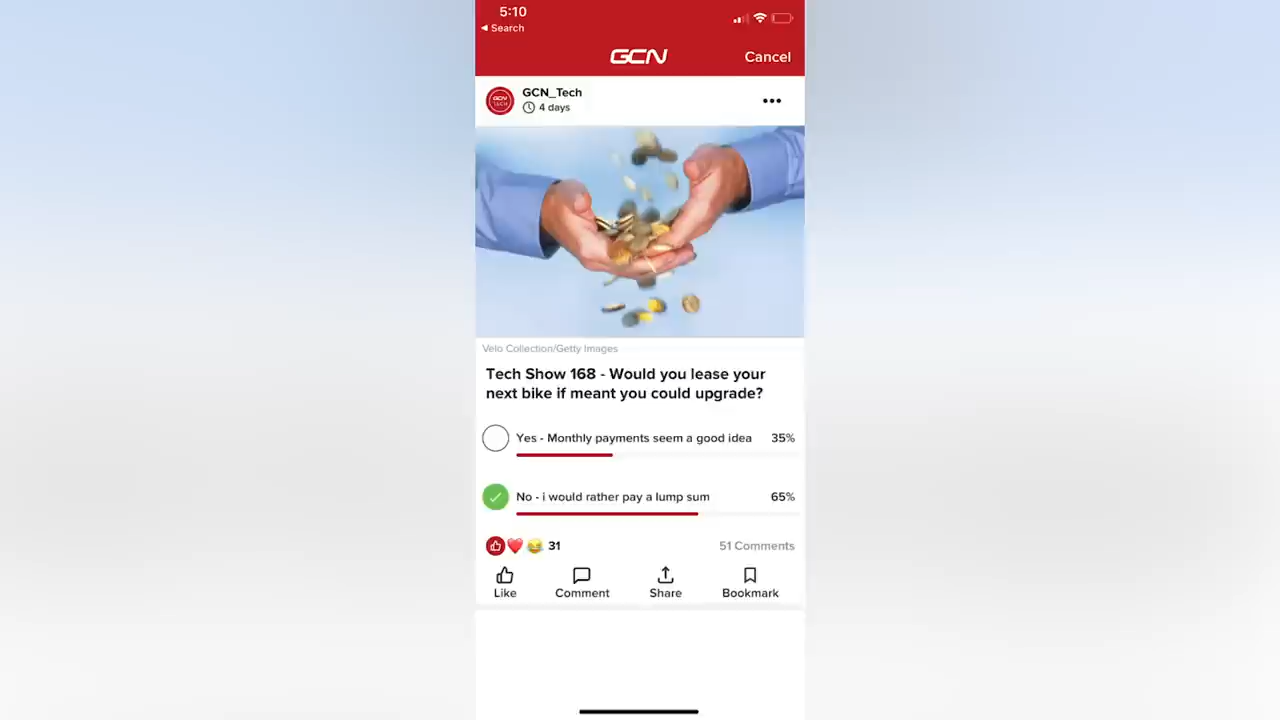 5:10
Search
GCN
Cancel
GCN_Tech
4 days
GCN
TECH
Velo Collection/Getty Images
Tech Show 168 - Would you lease your
next bike if meant you could upgrade?
Yes - Monthly payments seem a good idea 35%
No - i would rather pay a lump sum 65%
31
51 Comments
Like
Comment
Share
Bookmark